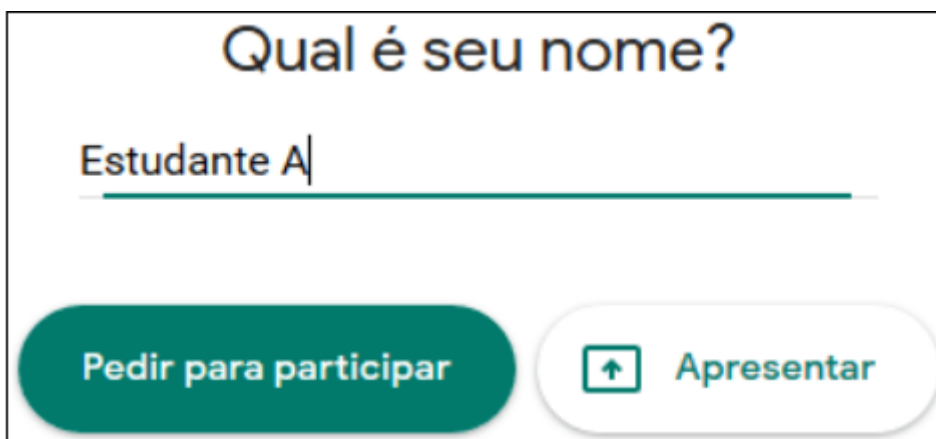 Qual é seu nome?
Estudante A
Pedir para participar
Apresentar